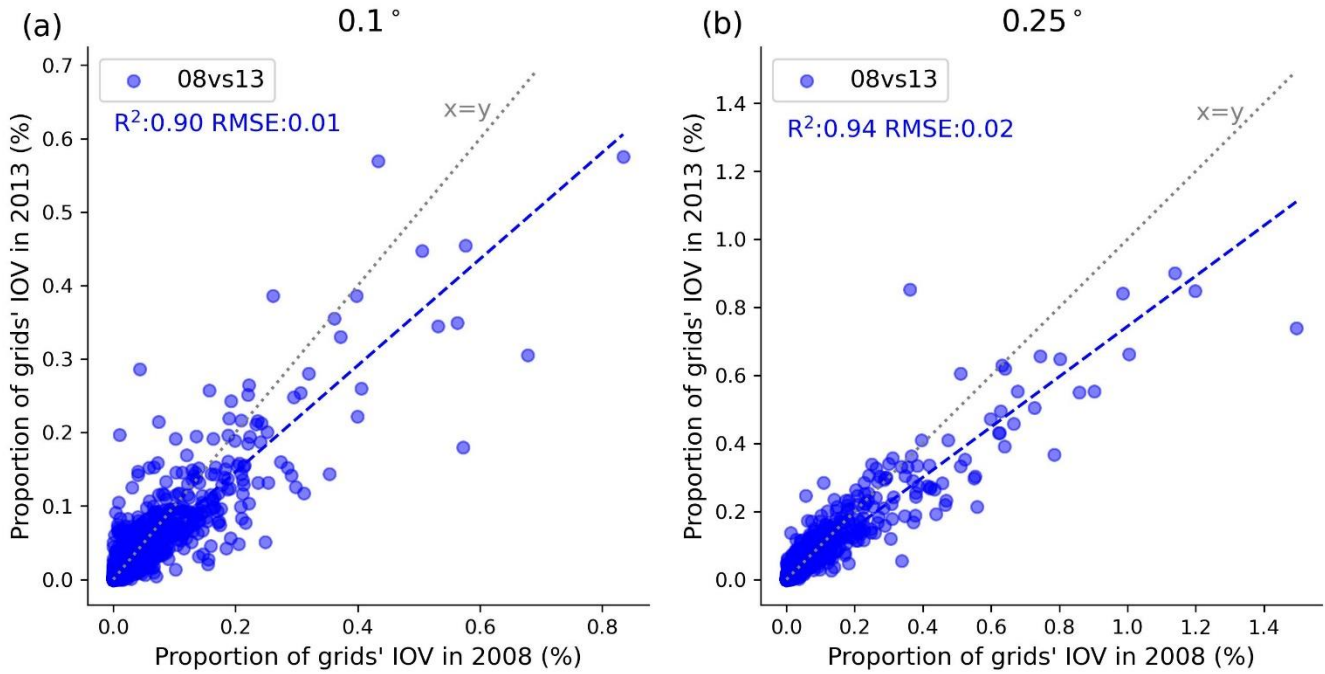 (a)
0.1°
08vs13
R²:0.90 RMSE:0.01
x=y
Proportion of grids' IOV in 2013 (%)
0.7
0.6
0.5
0.4
0.3
0.2
0.1
0.0
0.0 0.2 0.4 0.6 0.8
Proportion of grids' IOV in 2008 (%)
(b)
0.25°
08vs13
R²:0.94 RMSE:0.02
x=y
Proportion of grids' IOV in 2013 (%)
1.4
1.2
1.0
0.8
0.6
0.4
0.2
0.0
0.0 0.2 0.4 0.6 0.8 1.0 1.2 1.4
Proportion of grids' IOV in 2008 (%)